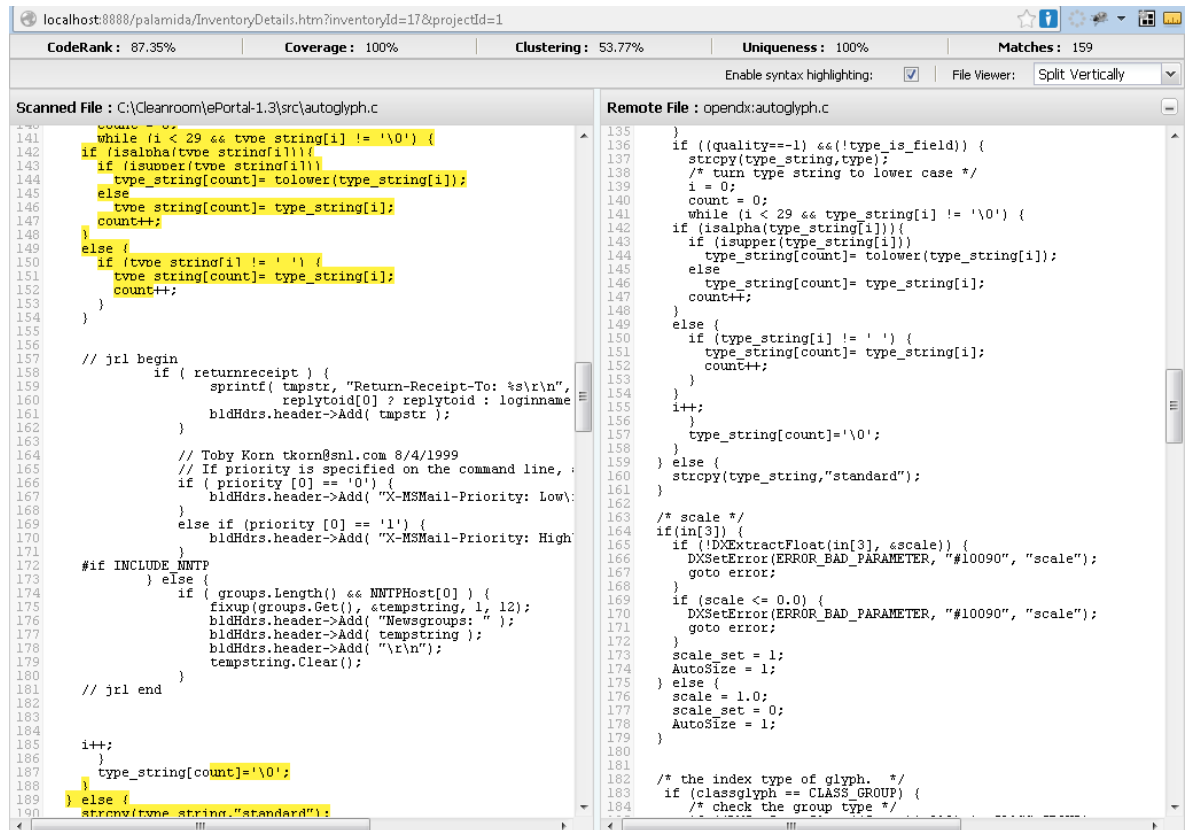 localhost:8888/palamida/InventoryDetails.htm?inventoryId=17&projectId=1
CodeRank : 87.35% Coverage : 100% Clustering : 53.77% Uniqueness : 100% Matches : 159
Enable syntax highlighting: File Viewer: Split Vertically
Scanned File : C:\Cleanroom\ePortal-1.3\src\autoglyph.c
140 count = 0;
141 while (i < 29 && type_string[i] != '\0') {
142 if (isalpha(type_string[i])){
143 if (isupper(type_string[i]))
144 type_string[count]= tolower(type_string[i]);
145 else
146 type_string[count]= type_string[i];
147 count++;
148 }
149 else {
150 if (type_string[i] != ' ') {
151 type_string[count]= type_string[i];
152 count++;
153 }
154 }
155
156
157 // jrl begin
158 if ( returnreceipt ) {
159 sprintf( tmpstr, "Return-Receipt-To: %s\r\n",
160 replytoid[0] ? replytoid : loginname
161 bldHdrs.header->Add( tmpstr );
162 }
163
164 // Toby Korn tkorn@snl.com 8/4/1999
165 // If priority is specified on the command line,
166 if ( priority [0] == '0') {
167 bldHdrs.header->Add( "X-MSMail-Priority: Low\
168 }
169 else if (priority [0] == '1') {
170 bldHdrs.header->Add( "X-MSMail-Priority: High
171 }
172 #if INCLUDE_NNTP
173 } else {
174 if ( groups.Length() && NNTPHost[0] ) {
175 fixup(groups.Get(), &tempstring, 1, 12);
176 bldHdrs.header->Add( "Newsgroups: " );
177 bldHdrs.header->Add( tempstring );
178 bldHdrs.header->Add( "\r\n");
179 tempstring.Clear();
180 }
181 // jrl end
182
183
184
185 i++;
186 }
187 type_string[count]='\0';
188 }
189 } else {
190 strcpy(type_string,"standard");
Remote File : opendx:autoglyph.c
135 }
136 if ((quality==-1) &&(!type_is_field)) {
137 strcpy(type_string,type);
138 /* turn type string to lower case */
139 i = 0;
140 count = 0;
141 while (i < 29 && type_string[i] != '\0') {
142 if (isalpha(type_string[i])){
143 if (isupper(type_string[i]))
144 type_string[count]= tolower(type_string[i]);
145 else
146 type_string[count]= type_string[i];
147 count++;
148 }
149 else {
150 if (type_string[i] != ' ') {
151 type_string[count]= type_string[i];
152 count++;
153 }
154 }
155 i++;
156 }
157 type_string[count]='\0';
158 }
159 } else {
160 strcpy(type_string,"standard");
161 }
162
163 /* scale */
164 if(in[3]) {
165 if (!DXExtractFloat(in[3], &scale)) {
166 DXSetError(ERROR_BAD_PARAMETER, "#10090", "scale");
167 goto error;
168 }
169 if (scale <= 0.0) {
170 DXSetError(ERROR_BAD_PARAMETER, "#10090", "scale");
171 goto error;
172 }
173 scale_set = 1;
174 AutoSize = 1;
175 } else {
176 scale = 1.0;
177 scale_set = 0;
178 AutoSize = 1;
179 }
180
181
182 /* the index type of glyph. */
183 if (classglyph == CLASS_GROUP) {
184 /* check the group type */